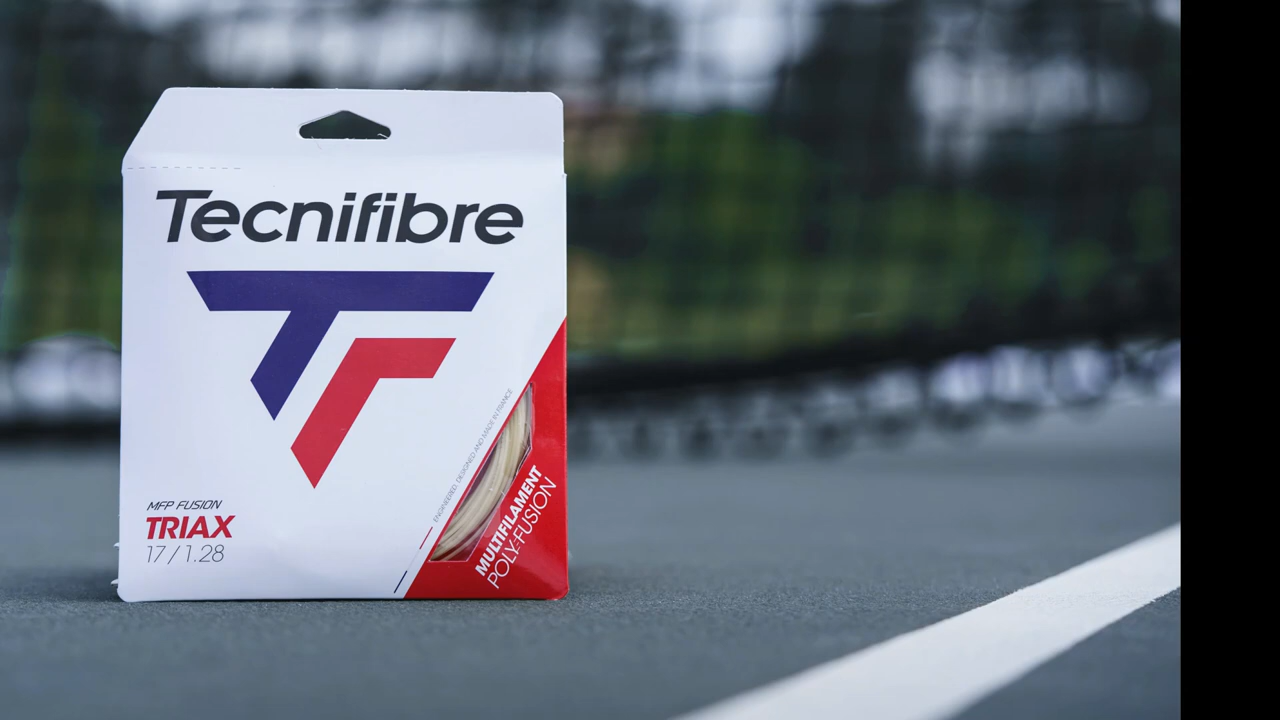 Tecnifibre
ENGINEERED, DESIGNED AND MADE IN FRANCE
MFP FUSION
TRIAX
17 / 1.28
MULTIFILAMENT
POLY-FUSION